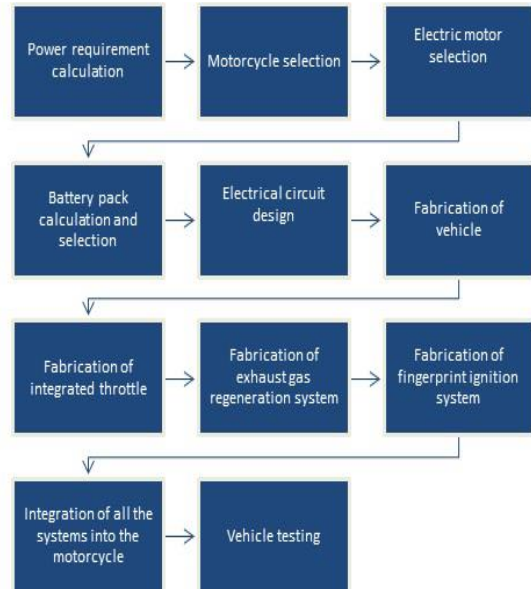 Power requirement
calculation
Motorcycle selection
Electric motor
selection
Battery pack
calculation and
selection
Electrical circuit
design
Fabrication of
vehicle
Fabrication of
integrated throttle
Fabrication of
exhaust gas
regeneration system
Fabrication of
fingerprint ignition
system
Integration of all the
systems into the
motorcycle
Vehicle testing